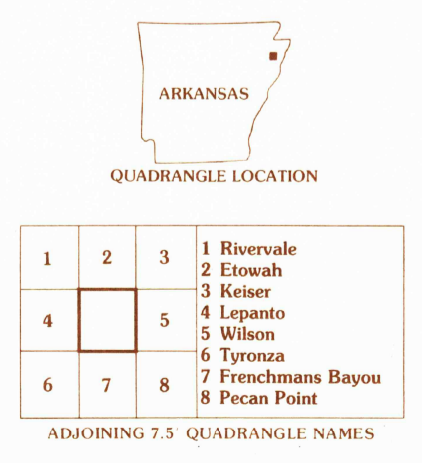 ARKANSAS
QUADRANGLE LOCATION
1 2 3
4 5
6 7 8
1 Rivervale
2 Etowah
3 Keiser
4 Lepanto
5 Wilson
6 Tyronza
7 Frenchmans Bayou
8 Pecan Point
ADJOINING 7.5' QUADRANGLE NAMES